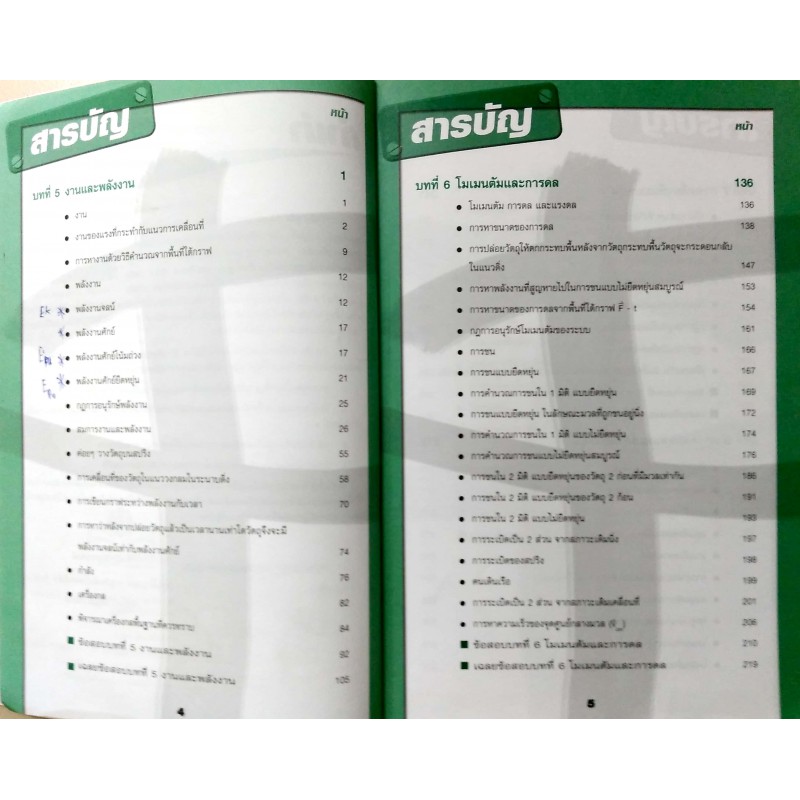 สารบัญ
หน้า
บทที่ 5 งานและพลังงาน 1
• งาน 1
• งานของแรงที่กระทำกับแนวการเคลื่อนที่ 2
• การหางานด้วยวิธีคำนวณจากพื้นที่ใต้กราฟ 9
• พลังงาน 12
Ek * • พลังงานจลน์ 12
* • พลังงานศักย์ 17
* • พลังงานศักย์โน้มถ่วง 17
* • พลังงานศักย์ยืดหยุ่น 21
• กฎการอนุรักษ์พลังงาน 25
• สมการงานและพลังงาน 26
• ค่อยๆ วางวัตถุบนสปริง 55
• การเคลื่อนที่ของวัตถุในแนววงกลมในระนาบดิ่ง 58
• การเขียนกราฟระหว่างพลังงานกับเวลา 70
• การหาว่าหลังจากปล่อยวัตถุแล้วเป็นเวลานานเท่าใดวัตถุจึงจะมี
พลังงานจลน์เท่ากับพลังงานศักย์ 74
• กำลัง 76
• เครื่องกล 82
• พิจารณาเครื่องกลพื้นฐานที่ควรทราบ 84
■ ข้อสอบบทที่ 5 งานและพลังงาน 92
■ เฉลยข้อสอบบทที่ 5 งานและพลังงาน 105
4
สารบัญ
หน้า
บทที่ 6 โมเมนตัมและการดล 136
• โมเมนตัม การดล และแรงดล 136
• การหาขนาดของการดล 138
• การปล่อยวัตถุให้ตกกระทบพื้นหลังจากวัตถุกระทบพื้นวัตถุจะกระดอนกลับ
ในแนวดิ่ง 147
• การหาพลังงานที่สูญหายไปในการชนแบบไม่ยืดหยุ่นสมบูรณ์ 153
• การหาขนาดของการดลจากพื้นที่ใต้กราฟ F - t 154
• กฎการอนุรักษ์โมเมนตัมของระบบ 161
• การชน 166
• การชนแบบยืดหยุ่น 167
• การคำนวณการชนใน 1 มิติ แบบยืดหยุ่น 169
• การชนแบบยืดหยุ่น ในลักษณะมวลที่ถูกชนอยู่นิ่ง 172
• การคำนวณการชนใน 1 มิติ แบบไม่ยืดหยุ่น 174
• การคำนวณการชนแบบไม่ยืดหยุ่นสมบูรณ์ 176
• การชนใน 2 มิติ แบบยืดหยุ่นของวัตถุ 2 ก้อนที่มีมวลเท่ากัน 186
• การชนใน 2 มิติ แบบยืดหยุ่นของวัตถุ 2 ก้อน 191
• การชนใน 2 มิติ แบบไม่ยืดหยุ่น 193
• การระเบิดเป็น 2 ส่วน จากสภาวะเดิมนิ่ง 197
• การระเบิดของสปริง 198
• คนเดินเรือ 199
• การระเบิดเป็น 2 ส่วน จากสภาวะเดิมเคลื่อนที่ 201
• การหาความเร็วของจุดศูนย์กลางมวล 206
■ ข้อสอบบทที่ 6 โมเมนตัมและการดล 210
■ เฉลยข้อสอบบทที่ 6 โมเมนตัมและการดล 219
5